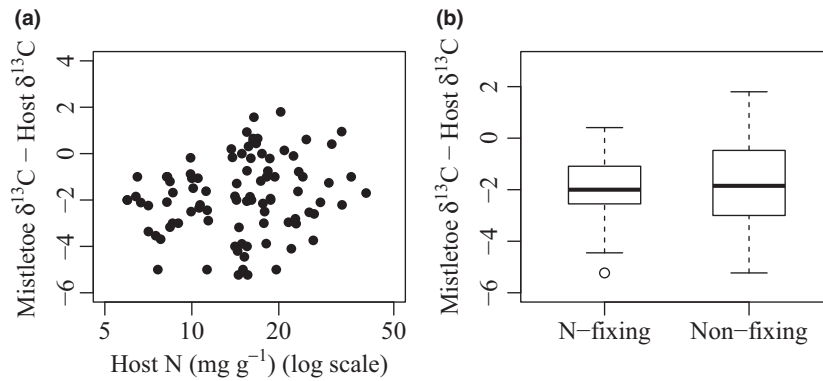 (a)
Mistletoe δ¹³C − Host δ¹³C
4
2
0
−2
−4
−6
5
10
20
50
Host N (mg g⁻¹) (log scale)
(b)
Mistletoe δ¹³C − Host δ¹³C
2
0
−2
−4
−6
N−fixing
Non−fixing